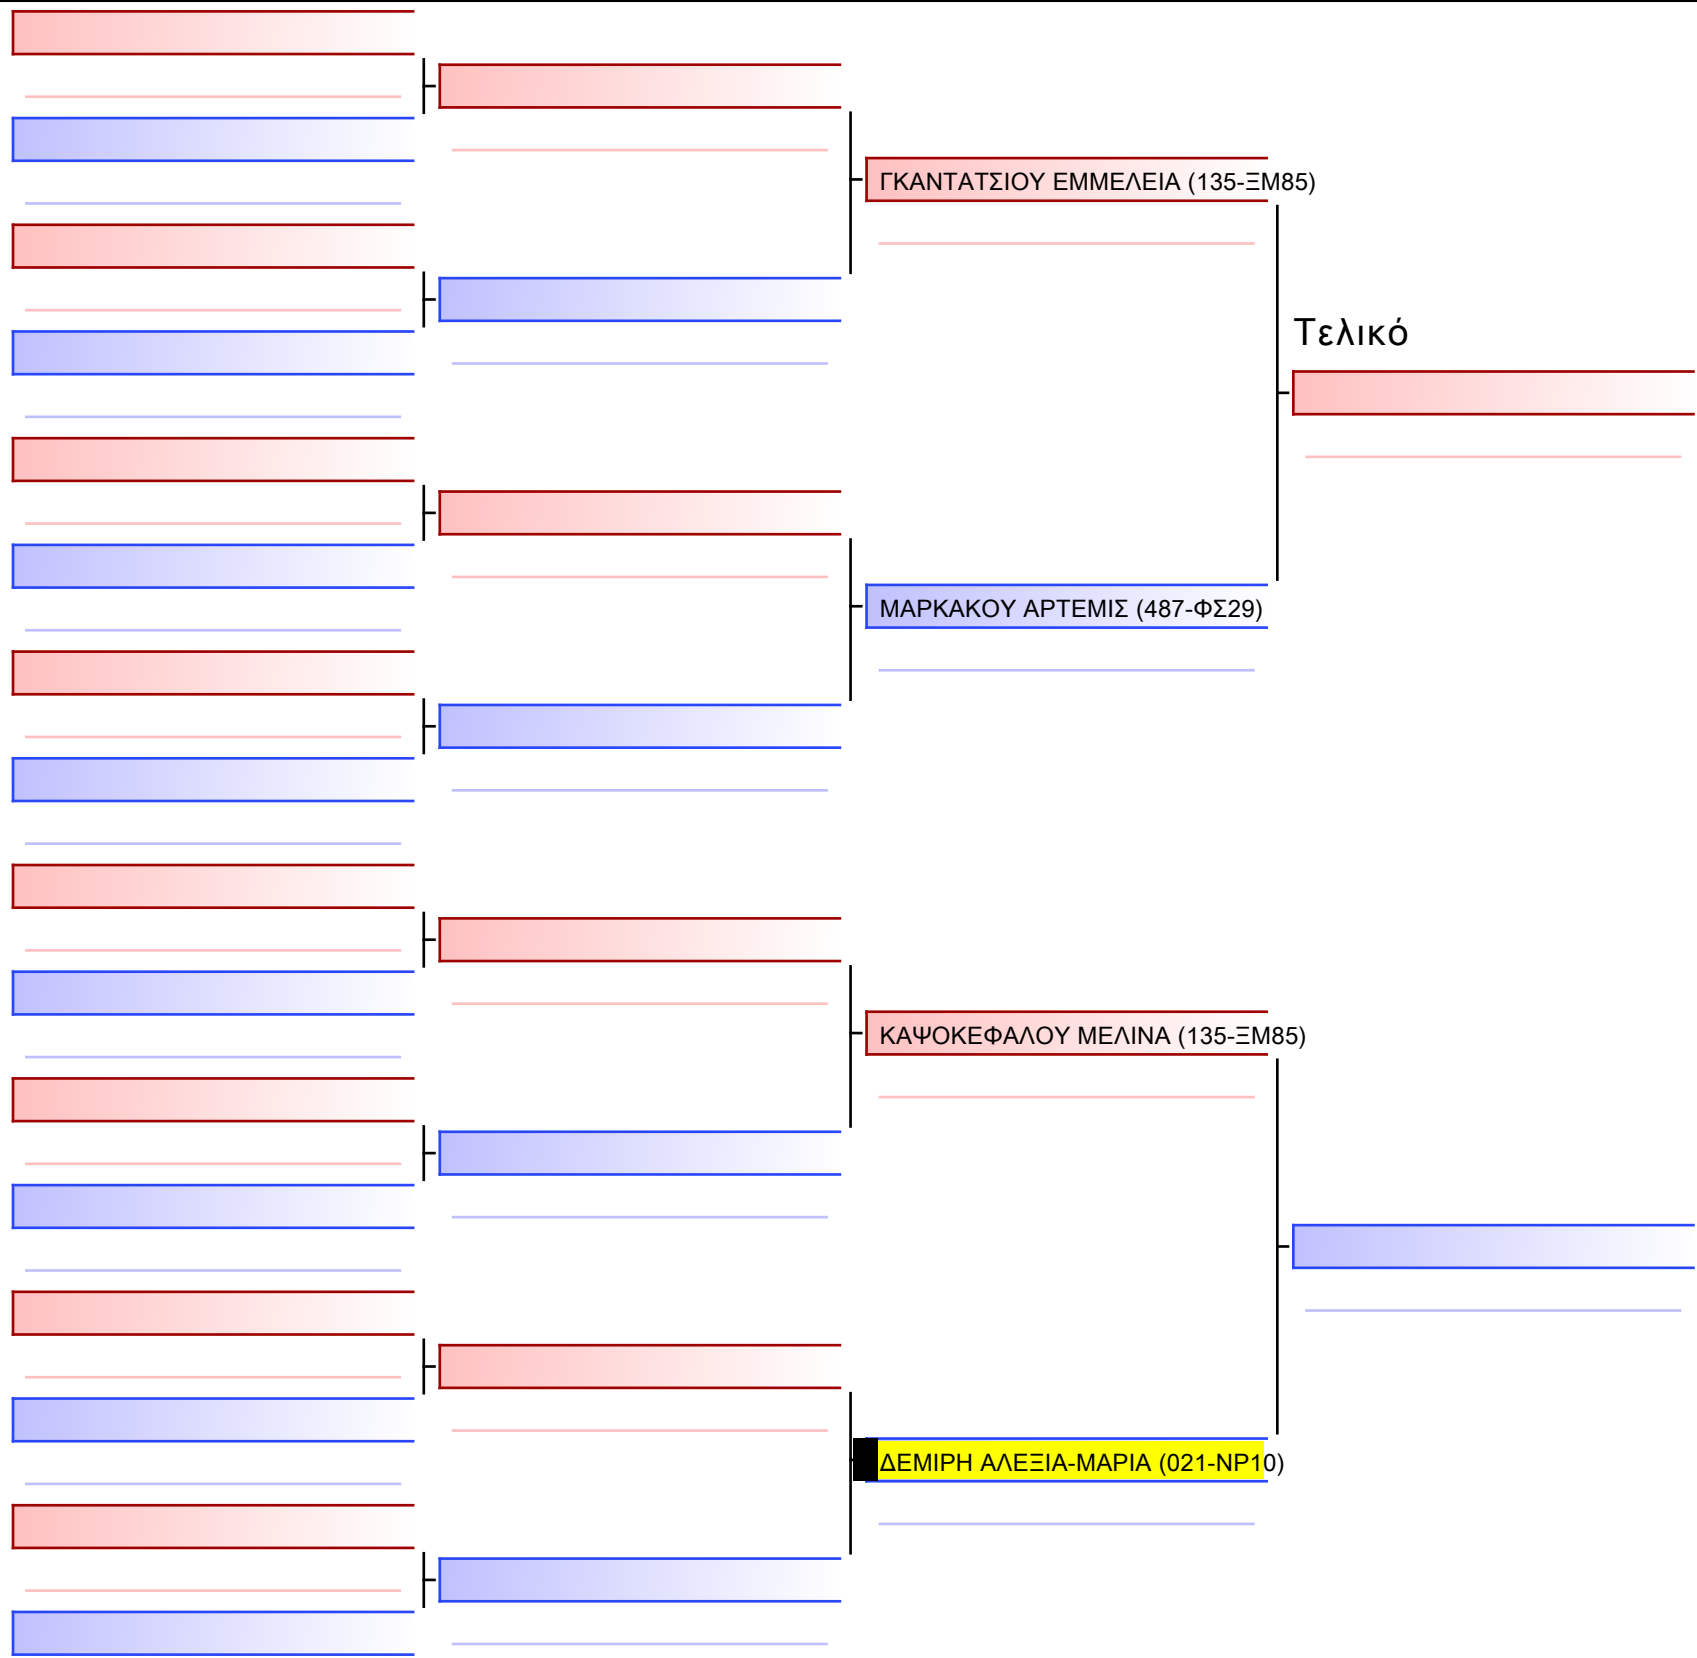 ΓΚΑΝΤΑΤΣΙΟΥ ΕΜΜΕΛΕΙΑ (135-ΞΜ85)
Τελικό
ΜΑΡΚΑΚΟΥ ΑΡΤΕΜΙΣ (487-ΦΣ29)
ΚΑΨΟΚΕΦΑΛΟΥ ΜΕΛΙΝΑ (135-ΞΜ85)
ΔΕΜΙΡΗ ΑΛΕΞΙΑ-ΜΑΡΙΑ (021-ΝΡ10)